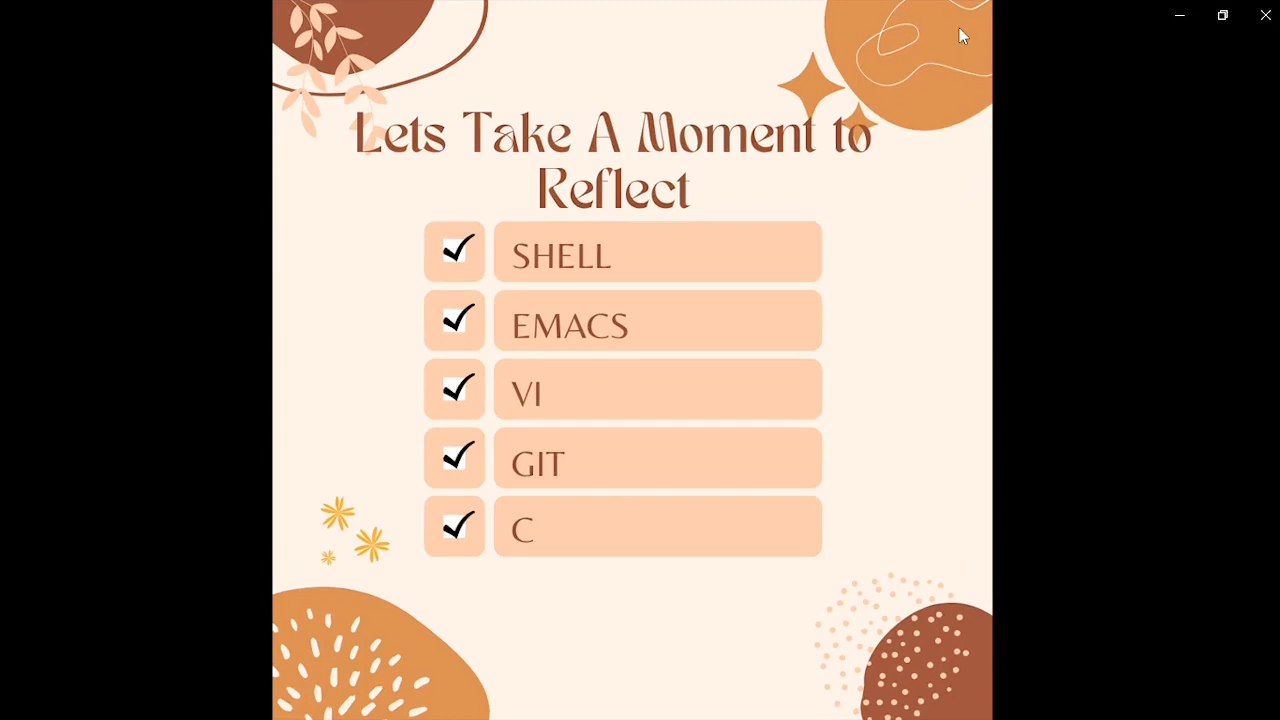 Lets Take A Moment to
Reflect
SHELL
EMACS
VI
GIT
C